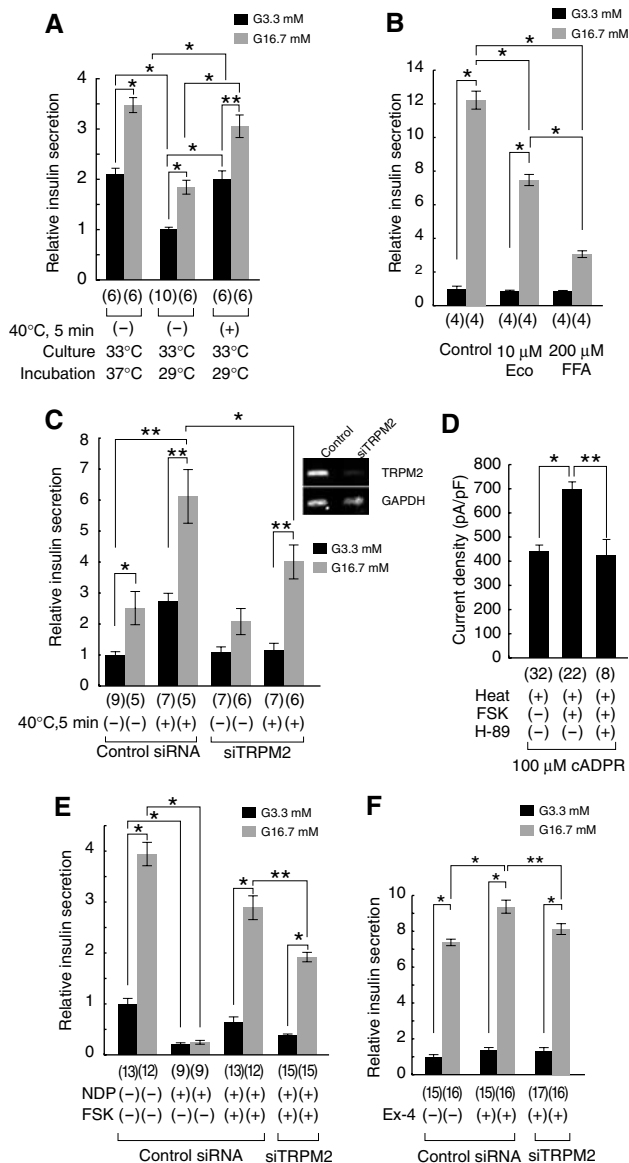 A
G3.3 mM
G16.7 mM
*
*
*
*
**
*
*
Relative insulin secretion
4
3
2
1
0
(6)(6) (10)(6) (6)(6)
40°C, 5 min (−) (−) (+)
Culture 33°C 33°C 33°C
Incubation 37°C 29°C 29°C
B
G3.3 mM
G16.7 mM
*
*
*
*
*
Relative insulin secretion
14
12
10
8
6
4
2
0
(4)(4) (4)(4) (4)(4)
Control 10 µM 200 µM
Eco FFA
C
*
**
**
**
*
Control
siTRPM2
TRPM2
GAPDH
G3.3 mM
G16.7 mM
Relative insulin secretion
8
7
6
5
4
3
2
1
0
(9)(5) (7)(5) (7)(6) (7)(6)
40°C,5 min (−)(−) (+)(+) (−)(−) (+)(+)
Control siRNA siTRPM2
D
* **
Current density (pA/pF)
800
700
600
500
400
300
200
100
0
(32) (22) (8)
Heat (+) (+) (+)
FSK (−) (+) (+)
H-89 (−) (−) (+)
100 µM cADPR
E
G3.3 mM
G16.7 mM
*
*
*
*
**
*
Relative insulin secretion
4
3
2
1
0
(13)(12) (9)(9) (13)(12) (15)(15)
NDP (−)(−) (+)(+) (+)(+) (+)(+)
FSK (−)(−) (−)(−) (+)(+) (+)(+)
Control siRNA siTRPM2
F
G3.3 mM
G16.7 mM
* **
* * *
Relative insulin secretion
10
8
6
4
2
0
(15)(16) (15)(16) (17)(16)
Ex-4 (−)(−) (+)(+) (+)(+)
Control siRNA siTRPM2